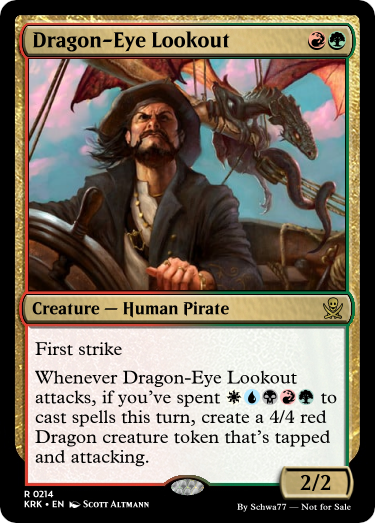 Dragon-Eye Lookout
Creature — Human Pirate
First strike
Whenever Dragon-Eye Lookout
attacks, if you've spent to
cast spells this turn, create a 4/4 red
Dragon creature token that's tapped
and attacking.
2/2
R 0214
KRK • EN Scott Altmann
By Schwa77 — Not for Sale